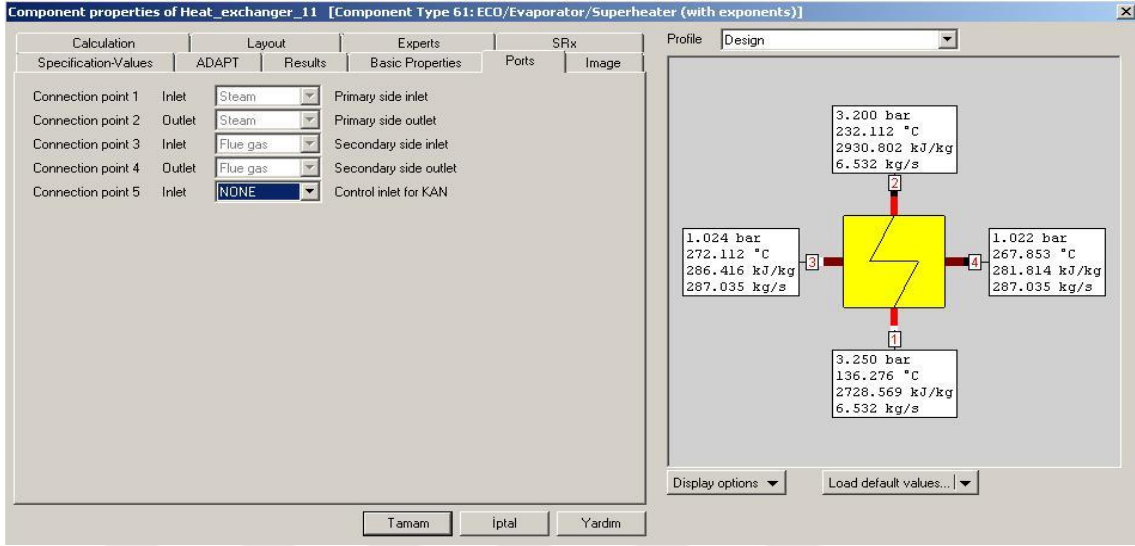 Component properties of Heat_exchanger_11 [Component Type 61: ECO/Evaporator/Superheater (with exponents)]
Calculation Layout Experts SRx
Specification-Values ADAPT Results Basic Properties Ports Image
Connection point 1 Inlet Steam Primary side inlet
Connection point 2 Outlet Steam Primary side outlet
Connection point 3 Inlet Flue gas Secondary side inlet
Connection point 4 Outlet Flue gas Secondary side outlet
Connection point 5 Inlet NONE Control inlet for KAN
Tamam İptal Yardım
Profile Design
3.200 bar
232.112 °C
2930.802 kJ/kg
6.532 kg/s
2
1.024 bar
272.112 °C
286.416 kJ/kg
287.035 kg/s
3
4
1.022 bar
267.853 °C
281.814 kJ/kg
287.035 kg/s
1
3.250 bar
136.276 °C
2728.569 kJ/kg
6.532 kg/s
Display options Load default values...